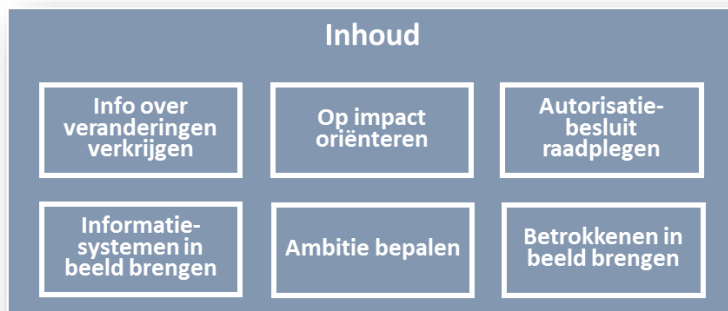 Inhoud
Info over
veranderingen
verkrijgen
Op impact
oriënteren
Autorisatie-
besluit
raadplegen
Informatie-
systemen in
beeld brengen
Ambitie bepalen
Betrokkenen in
beeld brengen